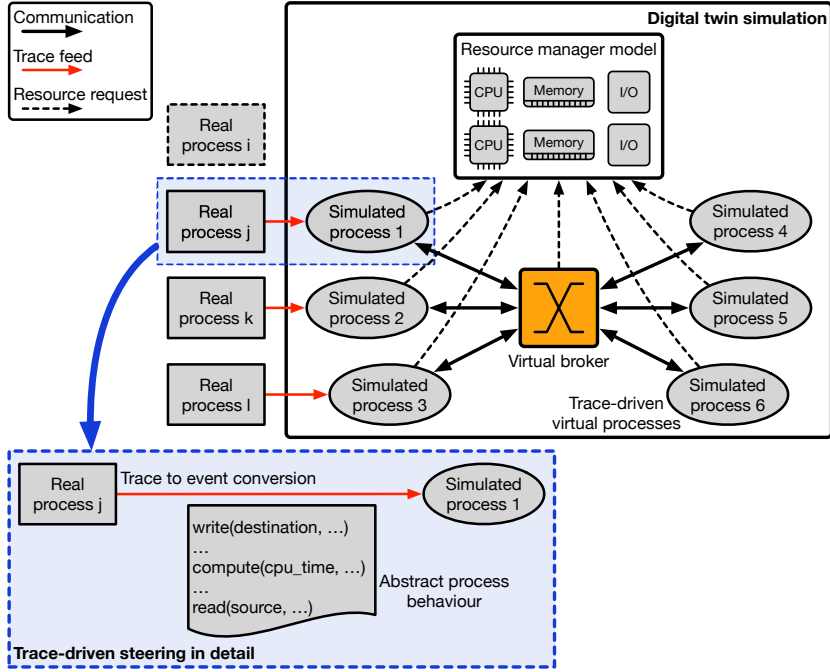 Communication
Trace feed
Resource request
Digital twin simulation
Resource manager model
CPU
Memory
I/O
CPU
Memory
I/O
Real
process i
Real
process j
Simulated
process 1
Simulated
process 4
Real
process k
Simulated
process 2
Simulated
process 5
Virtual broker
Real
process l
Simulated
process 3
Trace-driven
virtual processes
Simulated
process 6
Real
process j
Trace to event conversion
Simulated
process 1
write(destination, …)
…
compute(cpu_time, …)
…
read(source, …)
Abstract process
behaviour
Trace-driven steering in detail